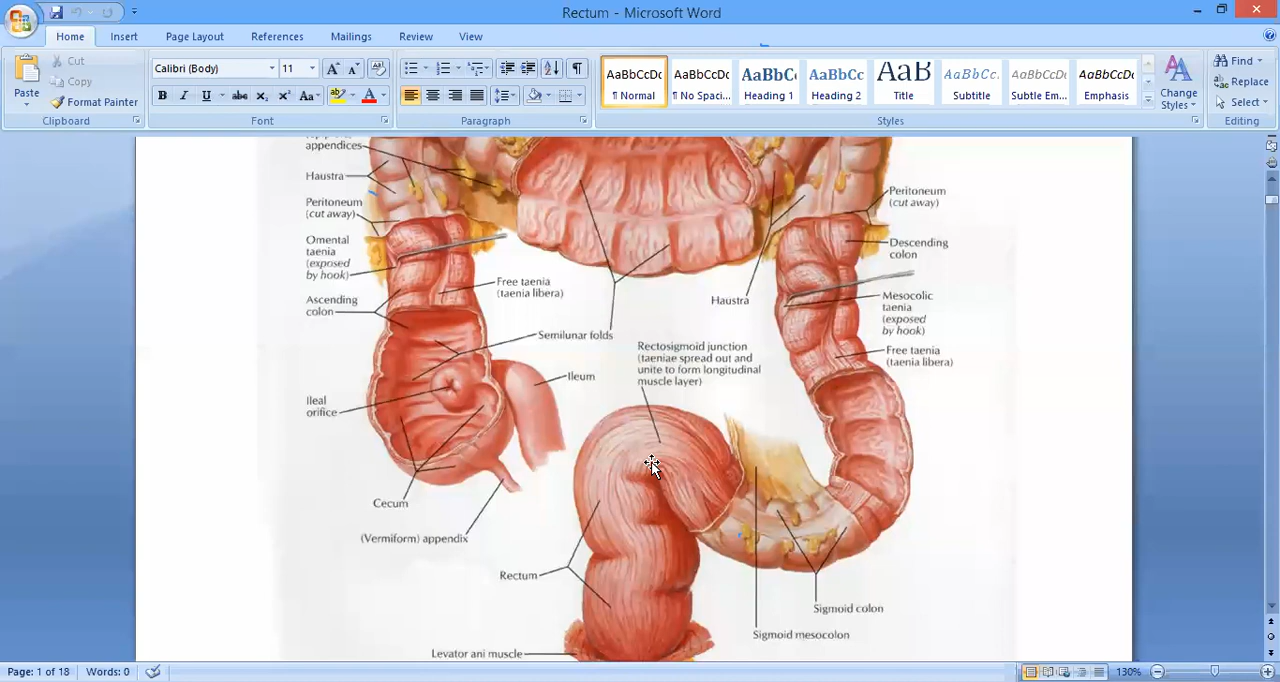 Rectum - Microsoft Word
Home Insert Page Layout References Mailings Review View
Paste
Cut
Copy
Format Painter
Clipboard
Calibri (Body) 11
Font
Paragraph
AaBbCcDc AaBbCcDc AaBbC AaBbCc AaB AaBbCc. AaBbCcDc AaBbCcDc
¶ Normal ¶ No Spaci... Heading 1 Heading 2 Title Subtitle Subtle Em... Emphasis
Change
Styles
Styles
Find
Replace
Select
Editing
appendices
Haustra
Peritoneum
(cut away)
Omental
taenia
(exposed
by hook)
Ascending
colon
Free taenia
(taenia libera)
Semilunar folds
Ileum
Ileal
orifice
Cecum
(Vermiform) appendix
Rectum
Levator ani muscle
Rectosigmoid junction
(taeniae spread out and
unite to form longitudinal
muscle layer)
Haustra
Peritoneum
(cut away)
Descending
colon
Mesocolic
taenia
(exposed
by hook)
Free taenia
(taenia libera)
Sigmoid colon
Sigmoid mesocolon
Page: 1 of 18 Words: 0 130%